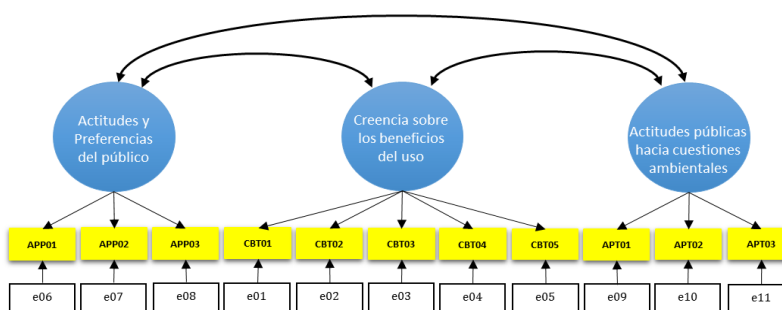 Actitudes y
Preferencias
del público
Creencia sobre
los beneficios
del uso
Actitudes públicas
hacia cuestiones
ambientales
APP01 APP02 APP03 CBT01 CBT02 CBT03 CBT04 CBT05 APT01 APT02 APT03
e06 e07 e08 e01 e02 e03 e04 e05 e09 e10 e11